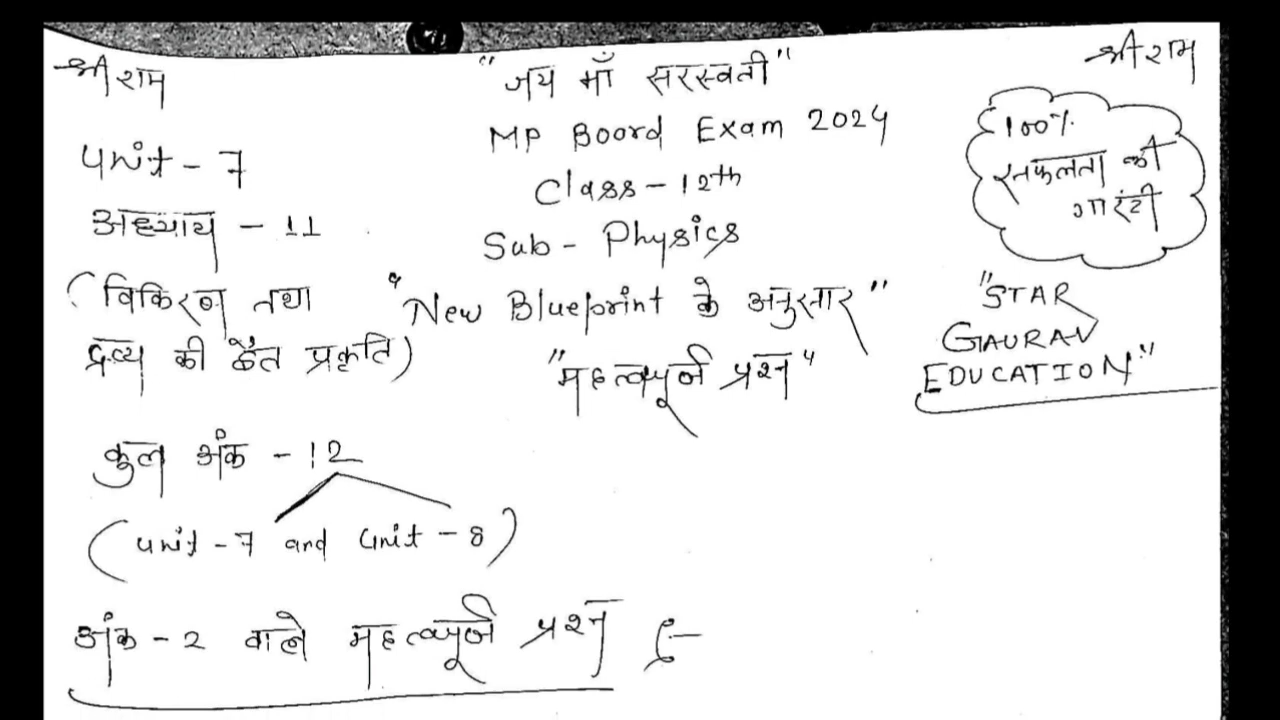 श्री राम
"जय माँ सरस्वती"
श्री राम
MP Boord Exam 2024
Unit - 7
Class - 12th
अध्याय - 11
Sub - Physics
100%
सफलता की
गारंटी
(विकिरण तथा
द्रव्य की द्वैत प्रकृति)
"New Blueprint के अनुसार"
"महत्वपूर्ण प्रश्न"
"STAR
GAURAV
EDUCATION"
कुल अंक - 12
(Unit - 7 and Unit - 8)
अंक - 2 वाले महत्वपूर्ण प्रश्न :-